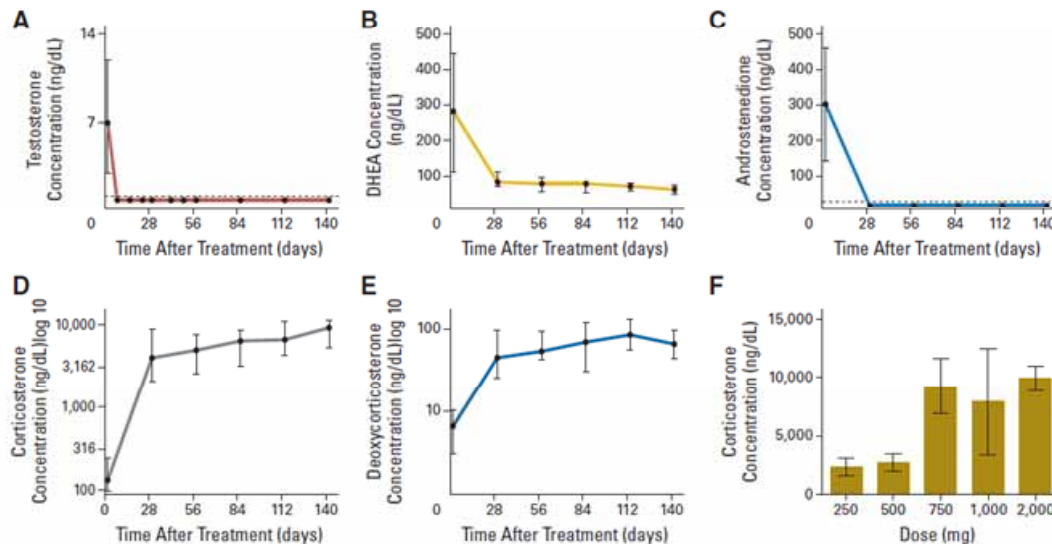 A
Testosterone
Concentration (ng/dL)
14
7
0
28
56
84
112
140
Time After Treatment (days)
B
DHEA Concentration
(ng/dL)
500
400
300
200
100
0
28
56
84
112
140
Time After Treatment (days)
C
Androstenedione
Concentration (ng/dL)
500
400
300
200
100
0
28
56
84
112
140
Time After Treatment (days)
D
Corticosterone
Concentration (ng/dL)log 10
10,000
3,162
1,000
316
100
0
28
56
84
112
140
Time After Treatment (days)
E
Deoxycorticosterone
Concentration (ng/dL)log 10
100
10
0
28
56
84
112
140
Time After Treatment (days)
F
Corticosterone
Concentration (ng/dL)
15,000
10,000
5,000
0
250
500
750
1,000
2,000
Dose (mg)